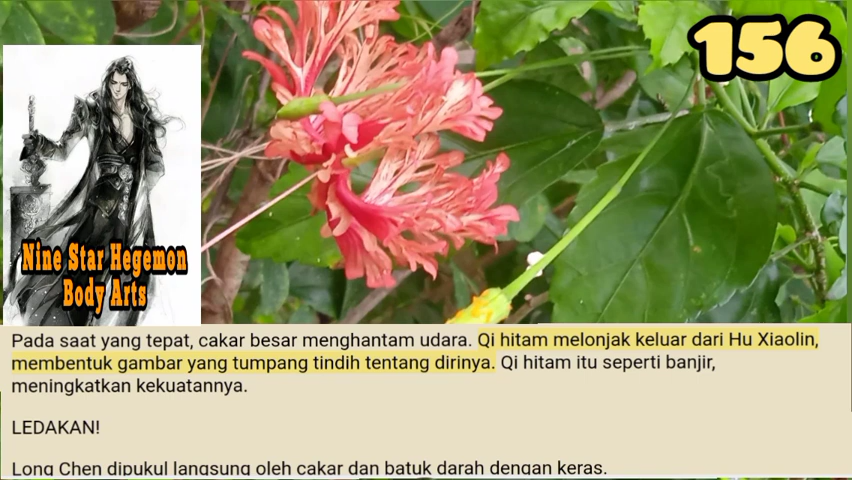 156
Nine Star Hegemon
Body Arts
Pada saat yang tepat, cakar besar menghantam udara. Qi hitam melonjak keluar dari Hu Xiaolin,
membentuk gambar yang tumpang tindih tentang dirinya. Qi hitam itu seperti banjir,
meningkatkan kekuatannya.
LEDAKAN!
Long Chen dipukul langsung oleh cakar dan batuk darah dengan keras.